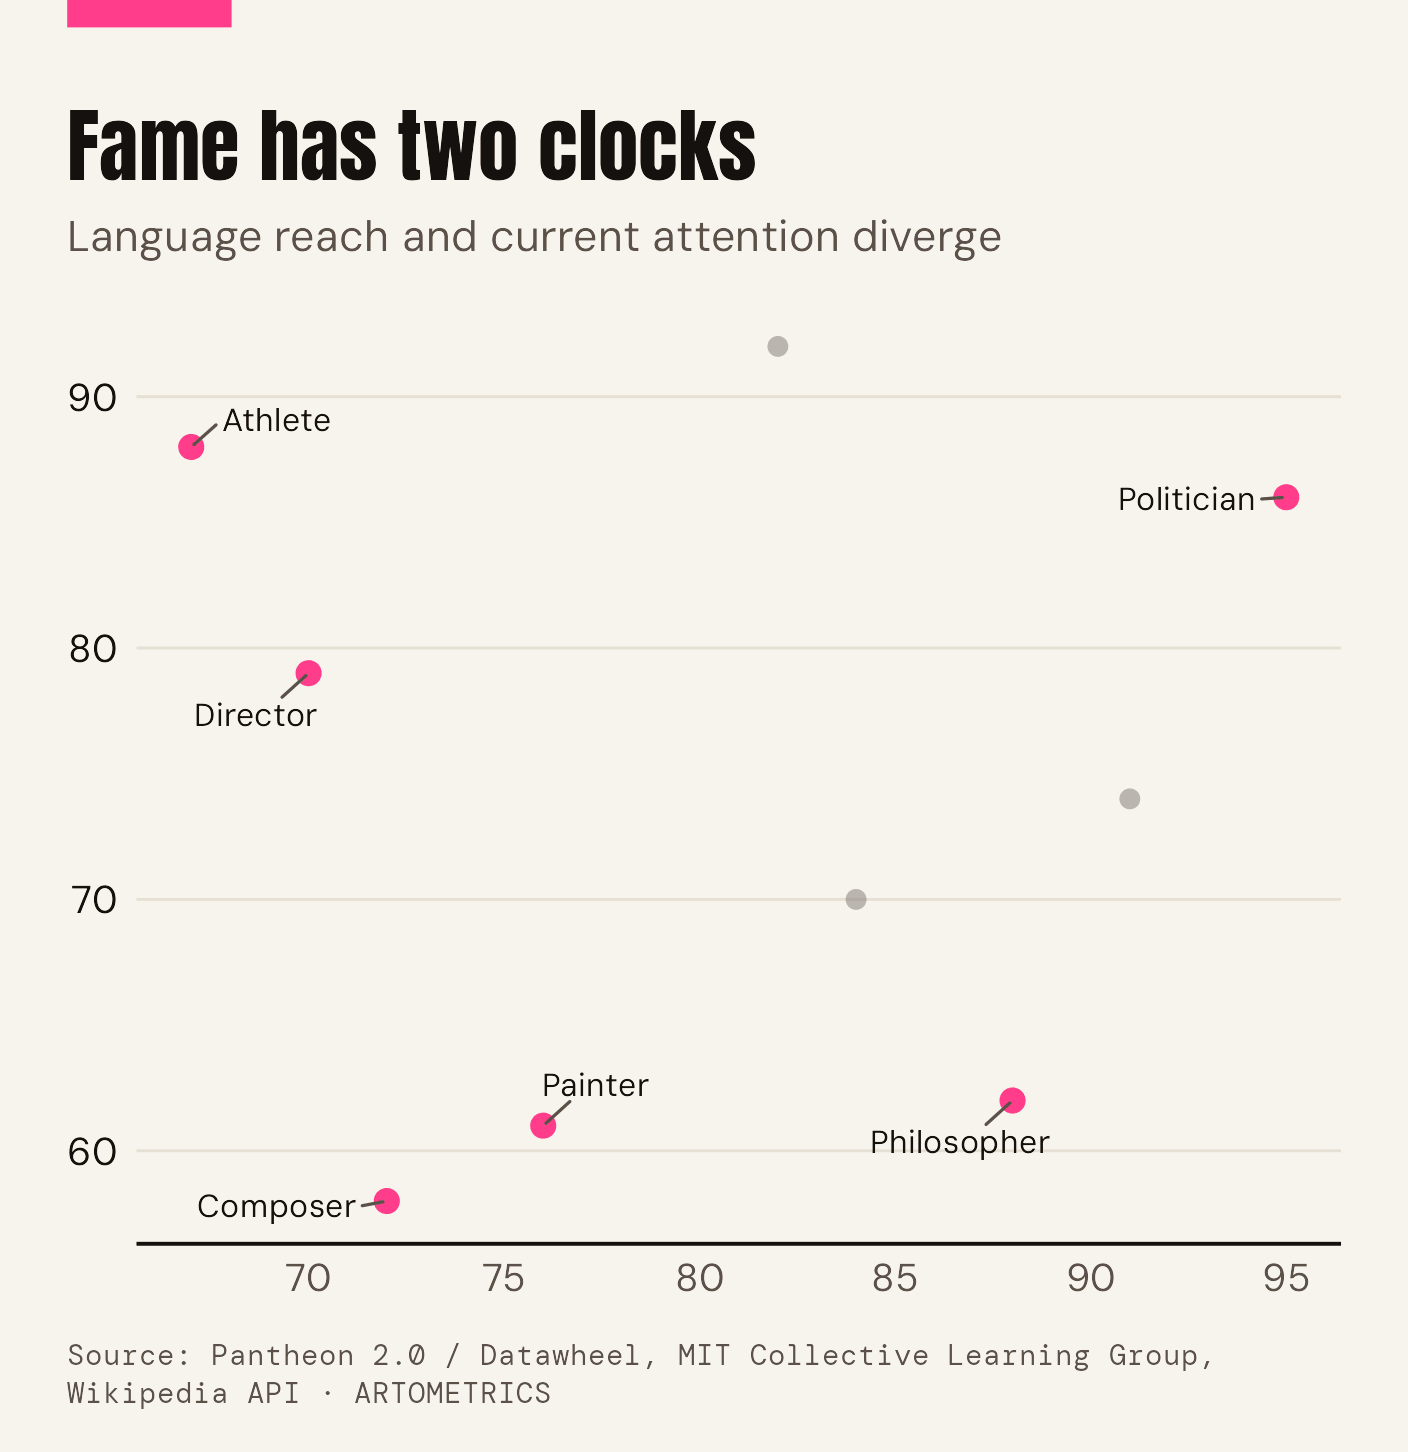 Fame has two clocks
Language reach and current attention diverge
90
Athlete
Politician
80
Director
70
Painter
Philosopher
60
Composer
70 75 80 85 90 95
Source: Pantheon 2.0 / Datawheel, MIT Collective Learning Group,
Wikipedia API · ARTOMETRICS